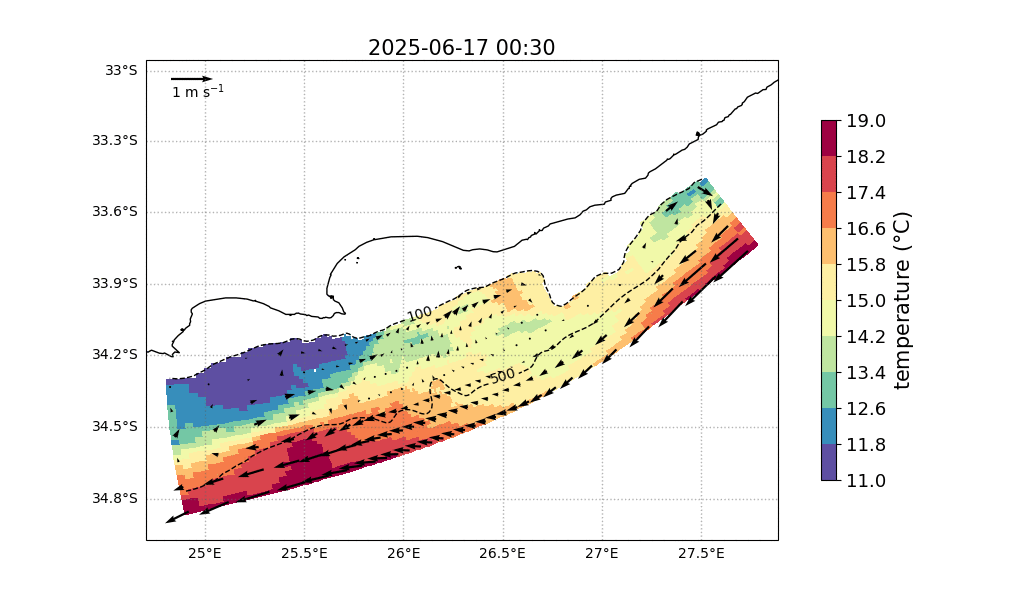 2025-06-17 00:30
1 m s⁻¹
33°S
33.3°S
33.6°S
33.9°S
34.2°S
34.5°S
34.8°S
25°E
25.5°E
26°E
26.5°E
27°E
27.5°E
100
500
19.0
18.2
17.4
16.6
15.8
15.0
14.2
13.4
12.6
11.8
11.0
temperature (°C)